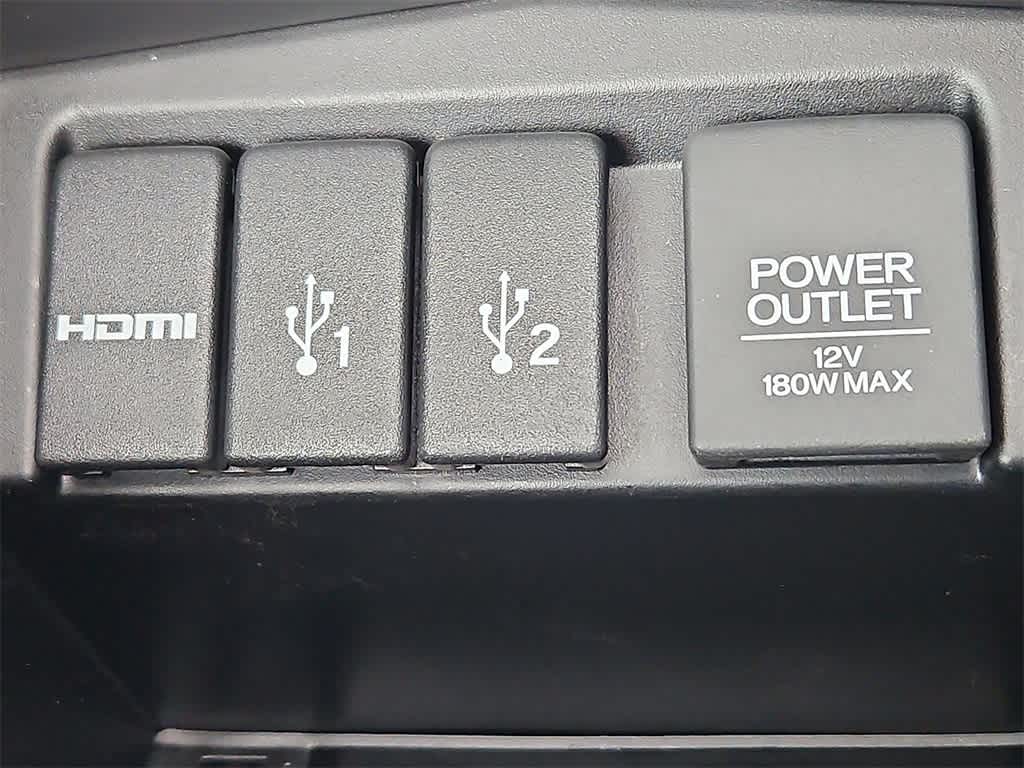 HDMI
1
2
POWER
OUTLET
12V
180W MAX